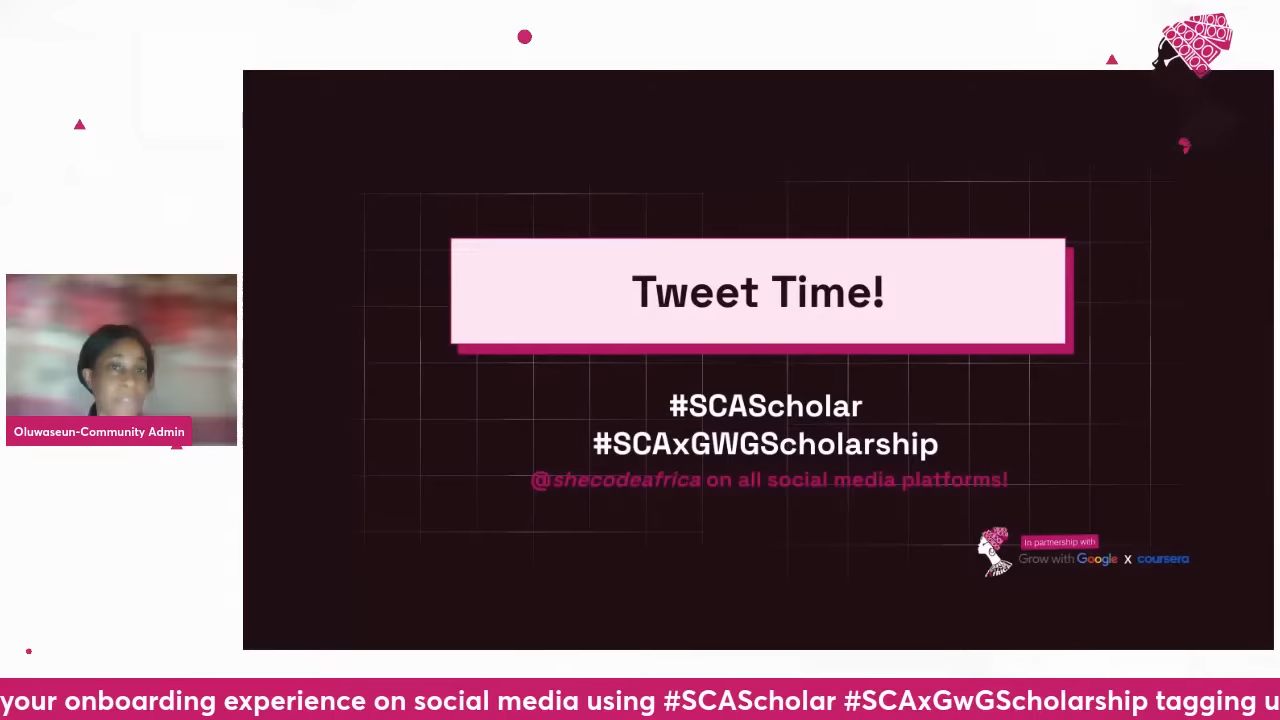 Tweet Time!
#SCAScholar
#SCAxGWGScholarship
@shecodeafrica on all social media platforms!
Oluwaseun-Community Admin
In partnership with
Grow with Google X coursera
your onboarding experience on social media using #SCAScholar #SCAxGwGScholarship tagging u